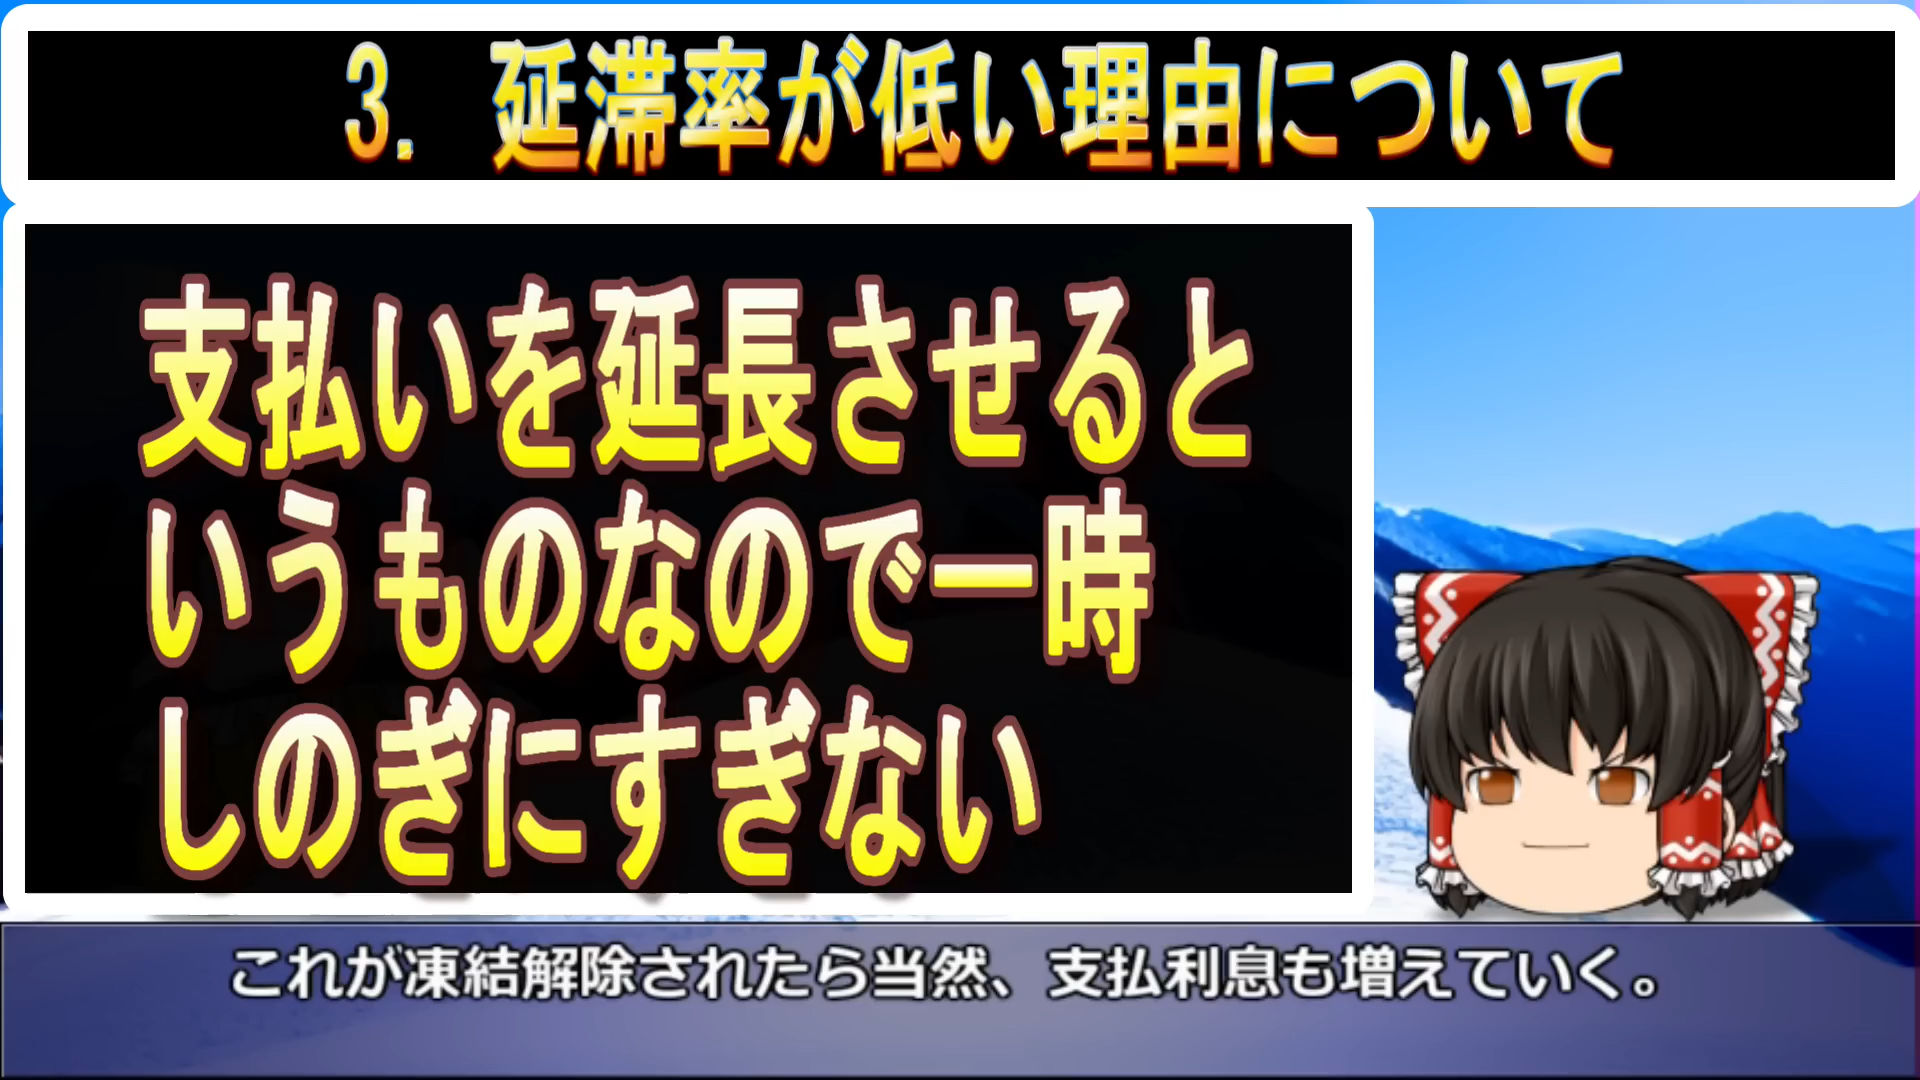 3. 延滞率が低い理由について
支払いを延長させると
いうものなので一時
しのぎにすぎない
これが凍結解除されたら当然、支払利息も増えていく。